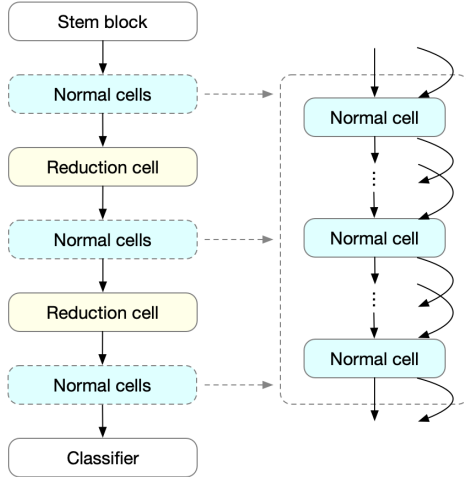 Stem block
Normal cells
Reduction cell
Normal cells
Reduction cell
Normal cells
Classifier
Normal cell
Normal cell
Normal cell